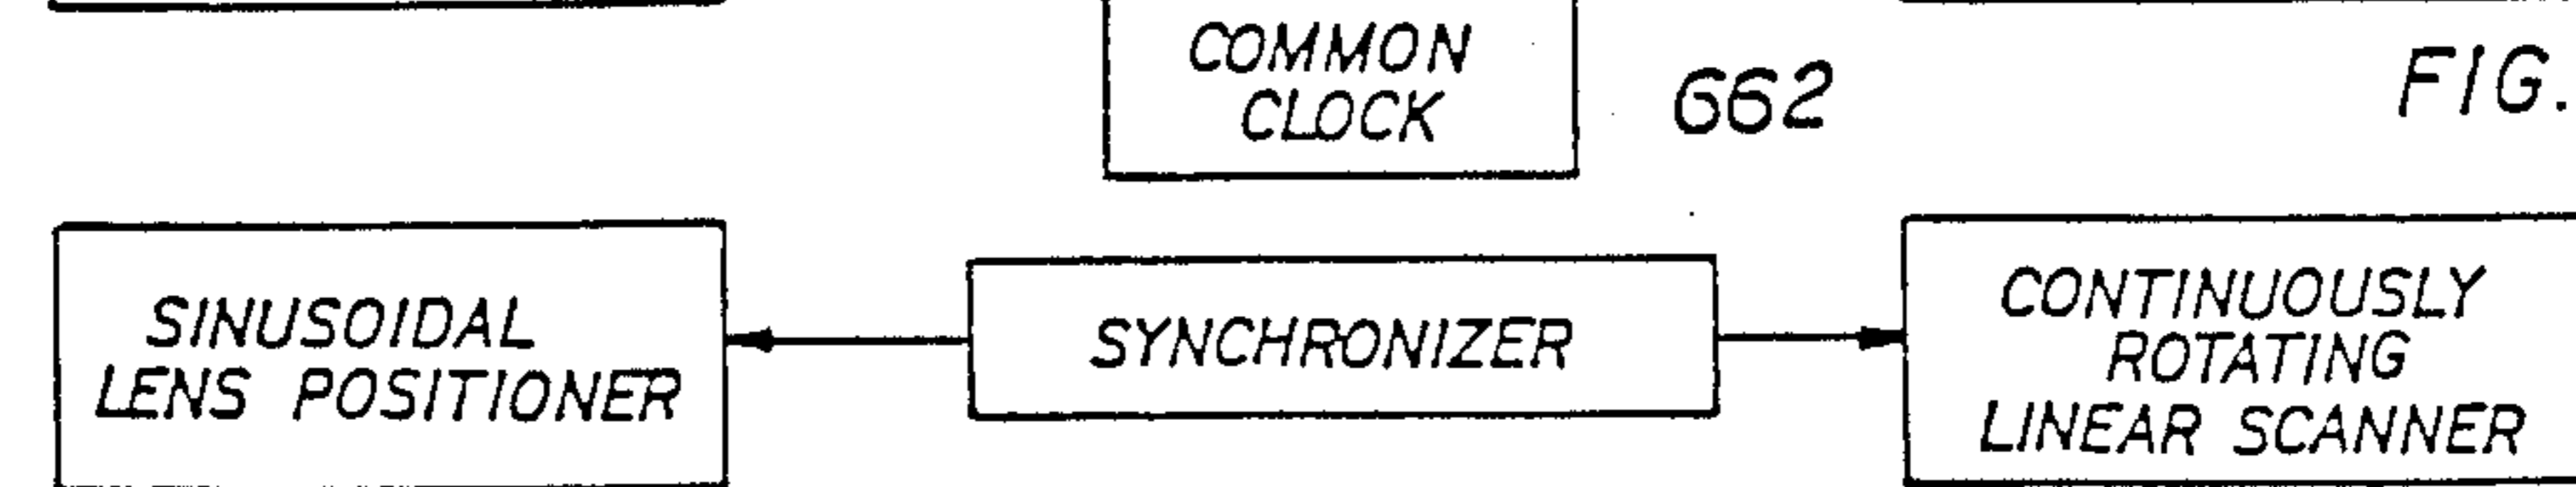 COMMON
CLOCK
662
FIG.
SINUSOIDAL
LENS POSITIONER
SYNCHRONIZER
CONTINUOUSLY
ROTATING
LINEAR SCANNER